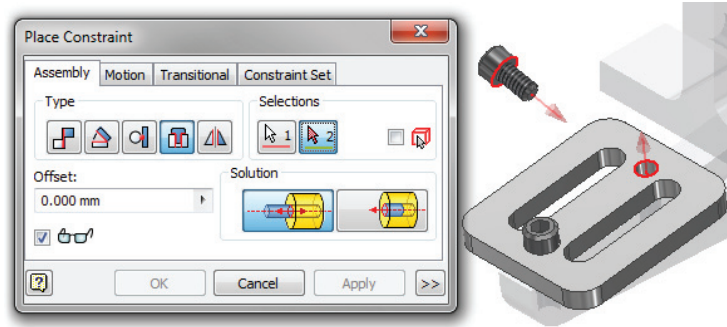 Place Constraint
Assembly Motion Transitional Constraint Set
Type Selections
1 2
Offset: Solution
0.000 mm
OK Cancel Apply >>